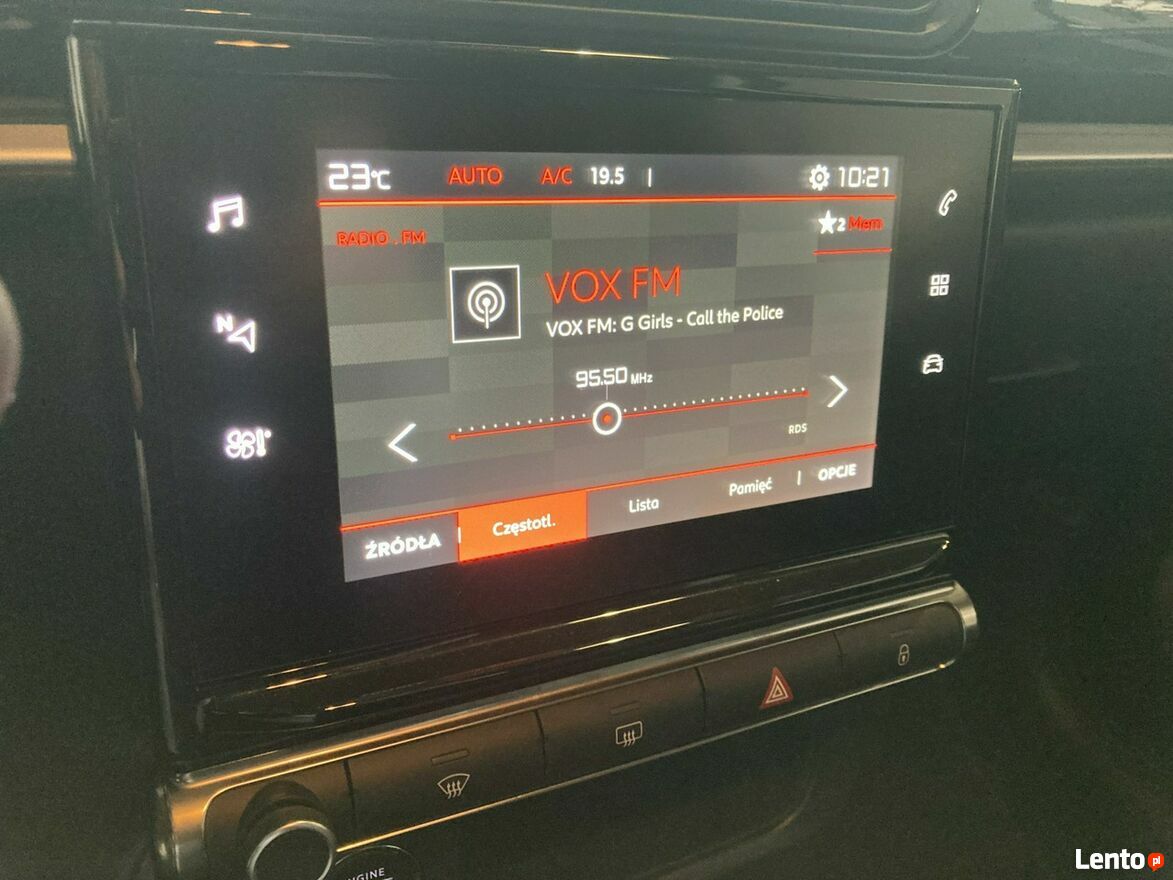 23°C AUTO A/C 19.5 | 10:21
RADIO . FM
2 Mem
VOX FM
VOX FM: G Girls - Call the Police
95.50 MHz
RDS
ŹRÓDŁA | Częstotl. Lista Pamięć | OPCJE
N
Lento pl